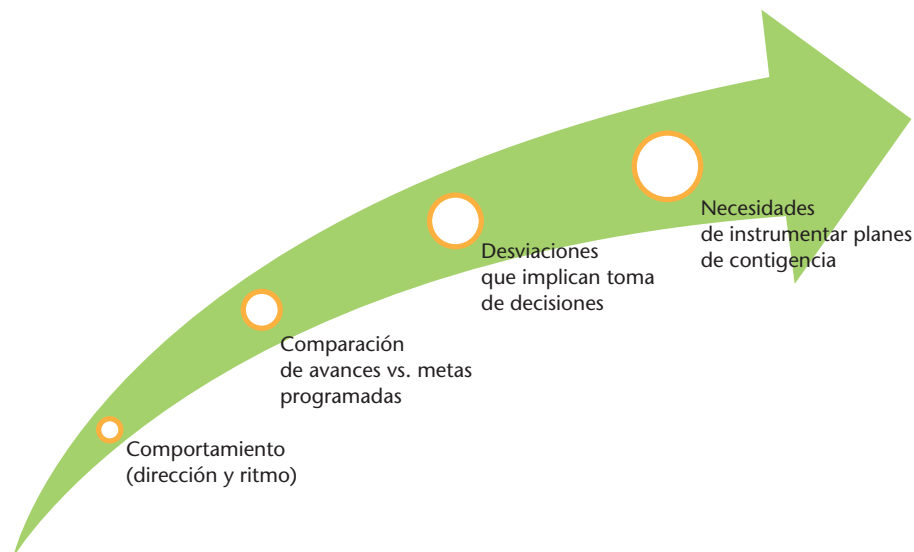 Necesidades
de instrumentar planes
de contigencia
Desviaciones
que implican toma
de decisiones
Comparación
de avances vs. metas
programadas
Comportamiento
(dirección y ritmo)